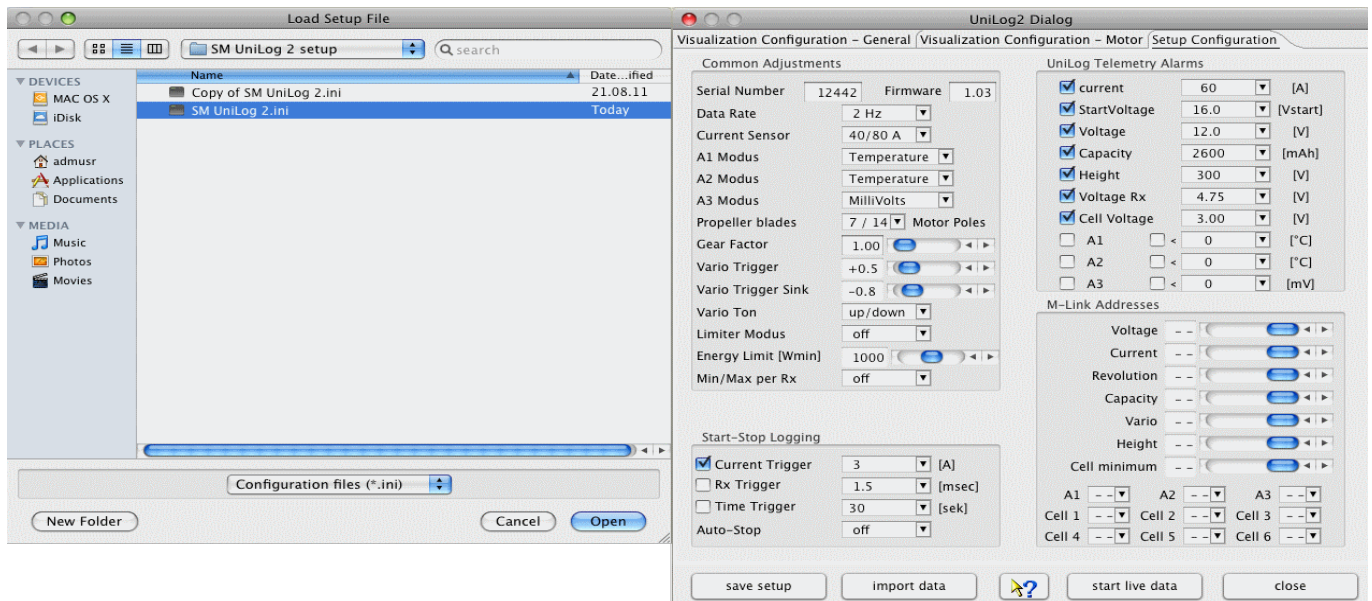 Load Setup File
SM UniLog 2 setup
search
DEVICES
MAC OS X
iDisk
PLACES
admusr
Applications
Documents
MEDIA
Music
Photos
Movies
Name Date...ified
Copy of SM UniLog 2.ini 21.08.11
SM UniLog 2.ini Today
Configuration files (*.ini)
New Folder Cancel Open
UniLog2 Dialog
Visualization Configuration – General Visualization Configuration – Motor Setup Configuration
Common Adjustments
Serial Number 12442 Firmware 1.03
Data Rate 2 Hz
Current Sensor 40/80 A
A1 Modus Temperature
A2 Modus Temperature
A3 Modus MilliVolts
Propeller blades 7 / 14 Motor Poles
Gear Factor 1.00
Vario Trigger +0.5
Vario Trigger Sink -0.8
Vario Ton up/down
Limiter Modus off
Energy Limit [Wmin] 1000
Min/Max per Rx off
Start-Stop Logging
Current Trigger 3 [A]
Rx Trigger 1.5 [msec]
Time Trigger 30 [sek]
Auto-Stop off
UniLog Telemetry Alarms
current 60 [A]
StartVoltage 16.0 [Vstart]
Voltage 12.0 [V]
Capacity 2600 [mAh]
Height 300 [V]
Voltage Rx 4.75 [V]
Cell Voltage 3.00 [V]
A1 < 0 [°C]
A2 < 0 [°C]
A3 < 0 [mV]
M-Link Addresses
Voltage - -
Current - -
Revolution - -
Capacity - -
Vario - -
Height - -
Cell minimum - -
A1 - - A2 - - A3 - -
Cell 1 - - Cell 2 - - Cell 3 - -
Cell 4 - - Cell 5 - - Cell 6 - -
save setup import data ? start live data close